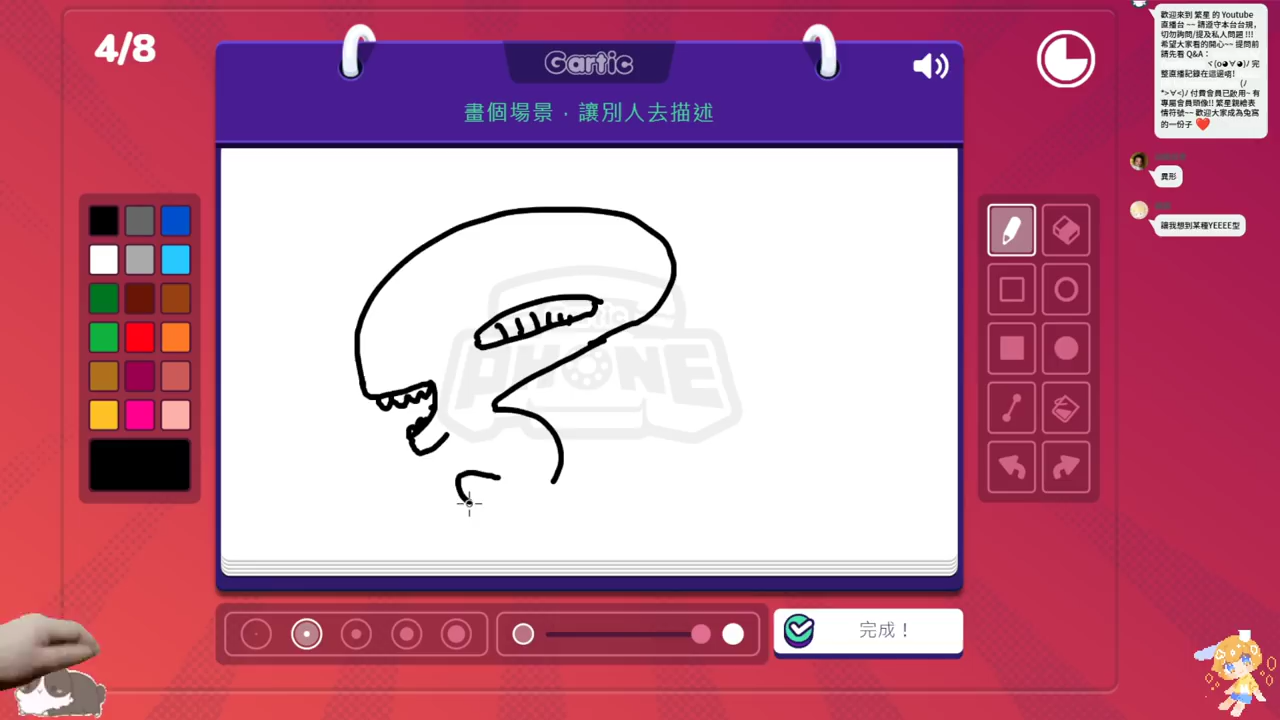 4/8
Gartic
畫個場景，讓別人去描述
PHONE
完成！
歡迎來到 繁星 的 Youtube
直播台 ~~ 請遵守本台台規，
切勿詢問/提及私人問題 !!!
希望大家看的開心~~ 提問前
請先看 Q&A：
ヾ(o◕∀◕)ﾉ 完
整直播記錄在這邊唷!
(ﾉ
*>∀<)ﾉ 付費會員已啟用~ 有
專屬會員頭像!! 繁星親繪表
情符號~~ 歡迎大家成為兔窩
的一份子 ❤️
異形
讓我想到某種YEEEE型